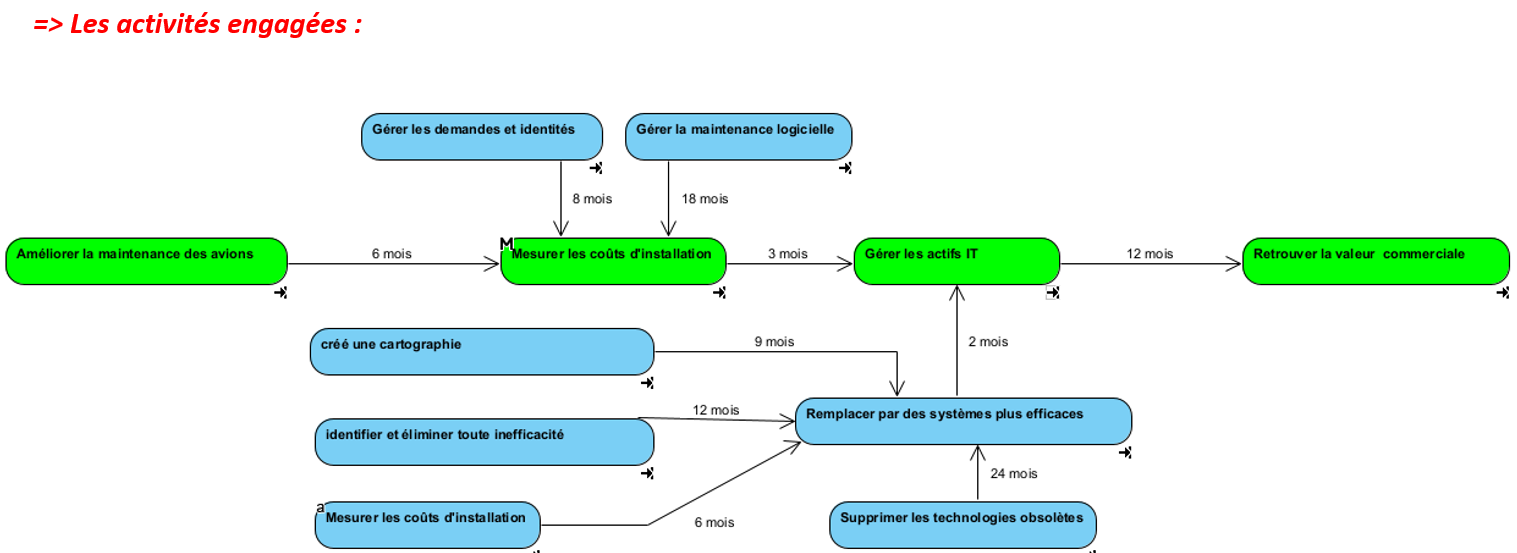 => Les activités engagées :
Gérer les demandes et identités
Gérer la maintenance logicielle
8 mois
18 mois
Améliorer la maintenance des avions
6 mois
M
Mesurer les coûts d'installation
3 mois
Gérer les actifs IT
12 mois
Retrouver la valeur commerciale
créé une cartographie
9 mois
2 mois
identifier et éliminer toute inefficacité
12 mois
Remplacer par des systèmes plus efficaces
24 mois
a
Mesurer les coûts d'installation
6 mois
Supprimer les technologies obsolètes